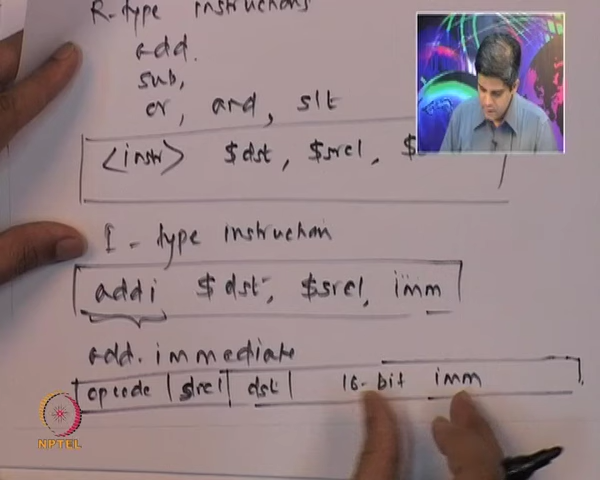 R-type instructions
add.
sub,
or, and, slt
<instr> $dst, $src1,
I - type instruction
addi $dst, $src1, imm
add. immediate
opcode | src1 | dst | 16-bit imm
NPTEL